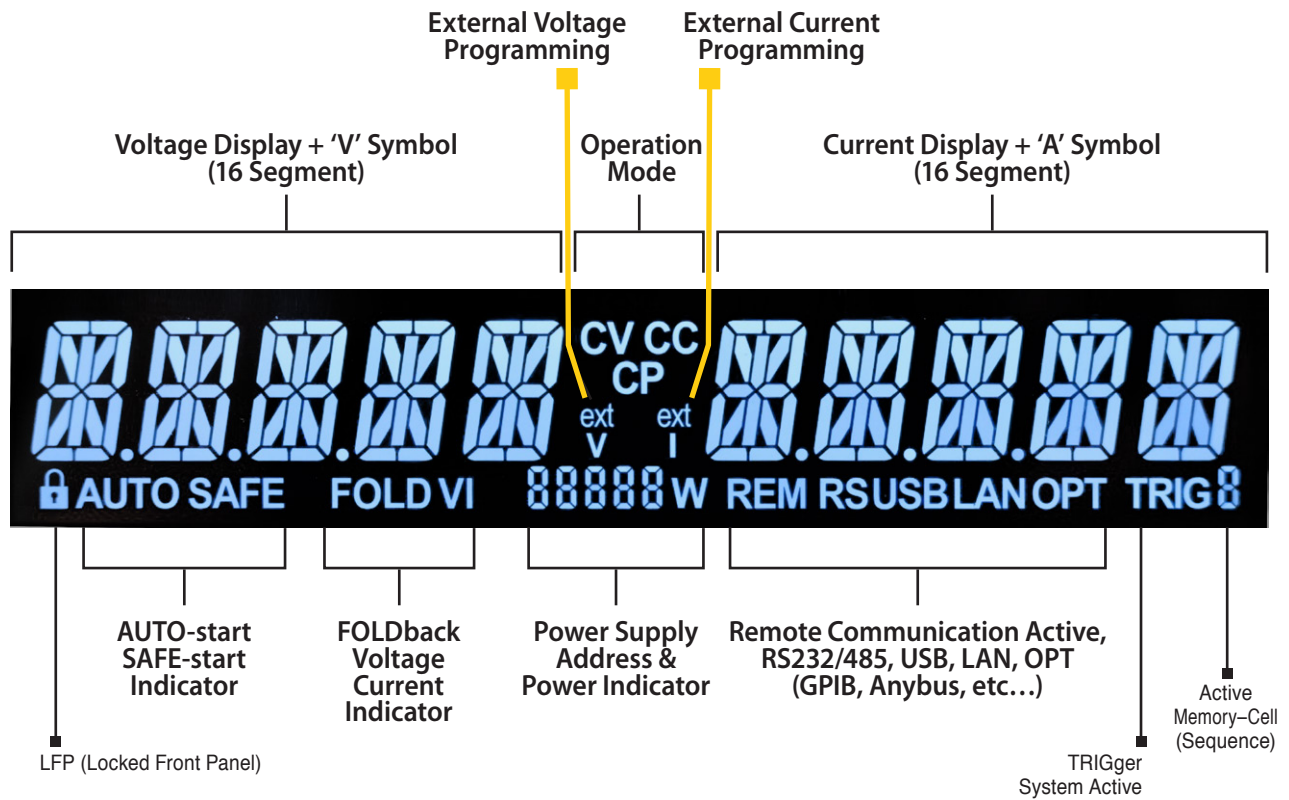 External Voltage
Programming
External Current
Programming
Voltage Display + ‘V’ Symbol
(16 Segment)
Operation
Mode
Current Display + ‘A’ Symbol
(16 Segment)
CV CC
CP
ext ext
V I
AUTO SAFE FOLD VI 88888 W REM RS USB LAN OPT TRIG 8
AUTO-start
SAFE-start
Indicator
FOLDback
Voltage
Current
Indicator
Power Supply
Address &
Power Indicator
Remote Communication Active,
RS232/485, USB, LAN, OPT
(GPIB, Anybus, etc…)
Active
Memory–Cell
(Sequence)
LFP (Locked Front Panel)
TRIGger
System Active